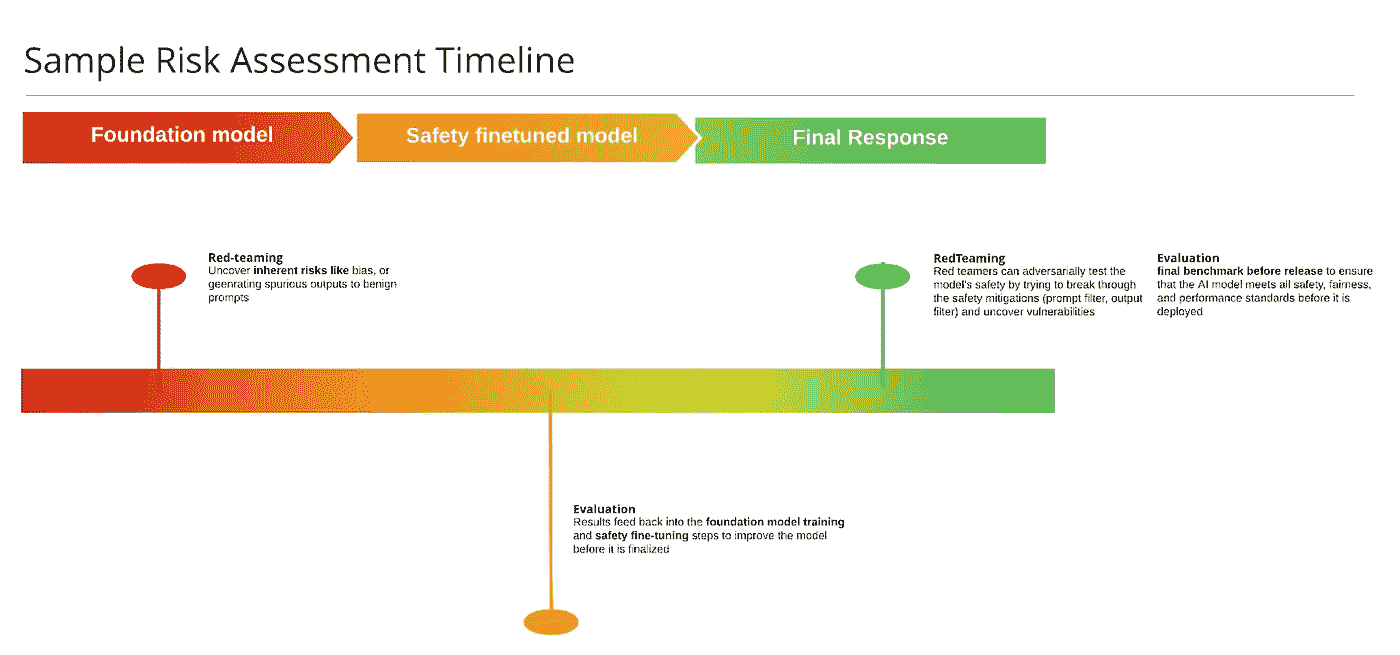 Sample Risk Assessment Timeline
Foundation model
Safety finetuned model
Final Response
Red-teaming
Uncover inherent risks like bias, or
geenrating spurious outputs to benign
prompts
RedTeaming
Red teamers can adversarially test the
model's safety by trying to break through
the safety mitigations (prompt filter, output
filter) and uncover vulnerabilities
Evaluation
final benchmark before release to ensure
that the AI model meets all safety, fairness,
and performance standards before it is
deployed
Evaluation
Results feed back into the foundation model training
and safety fine-tuning steps to improve the model
before it is finalized